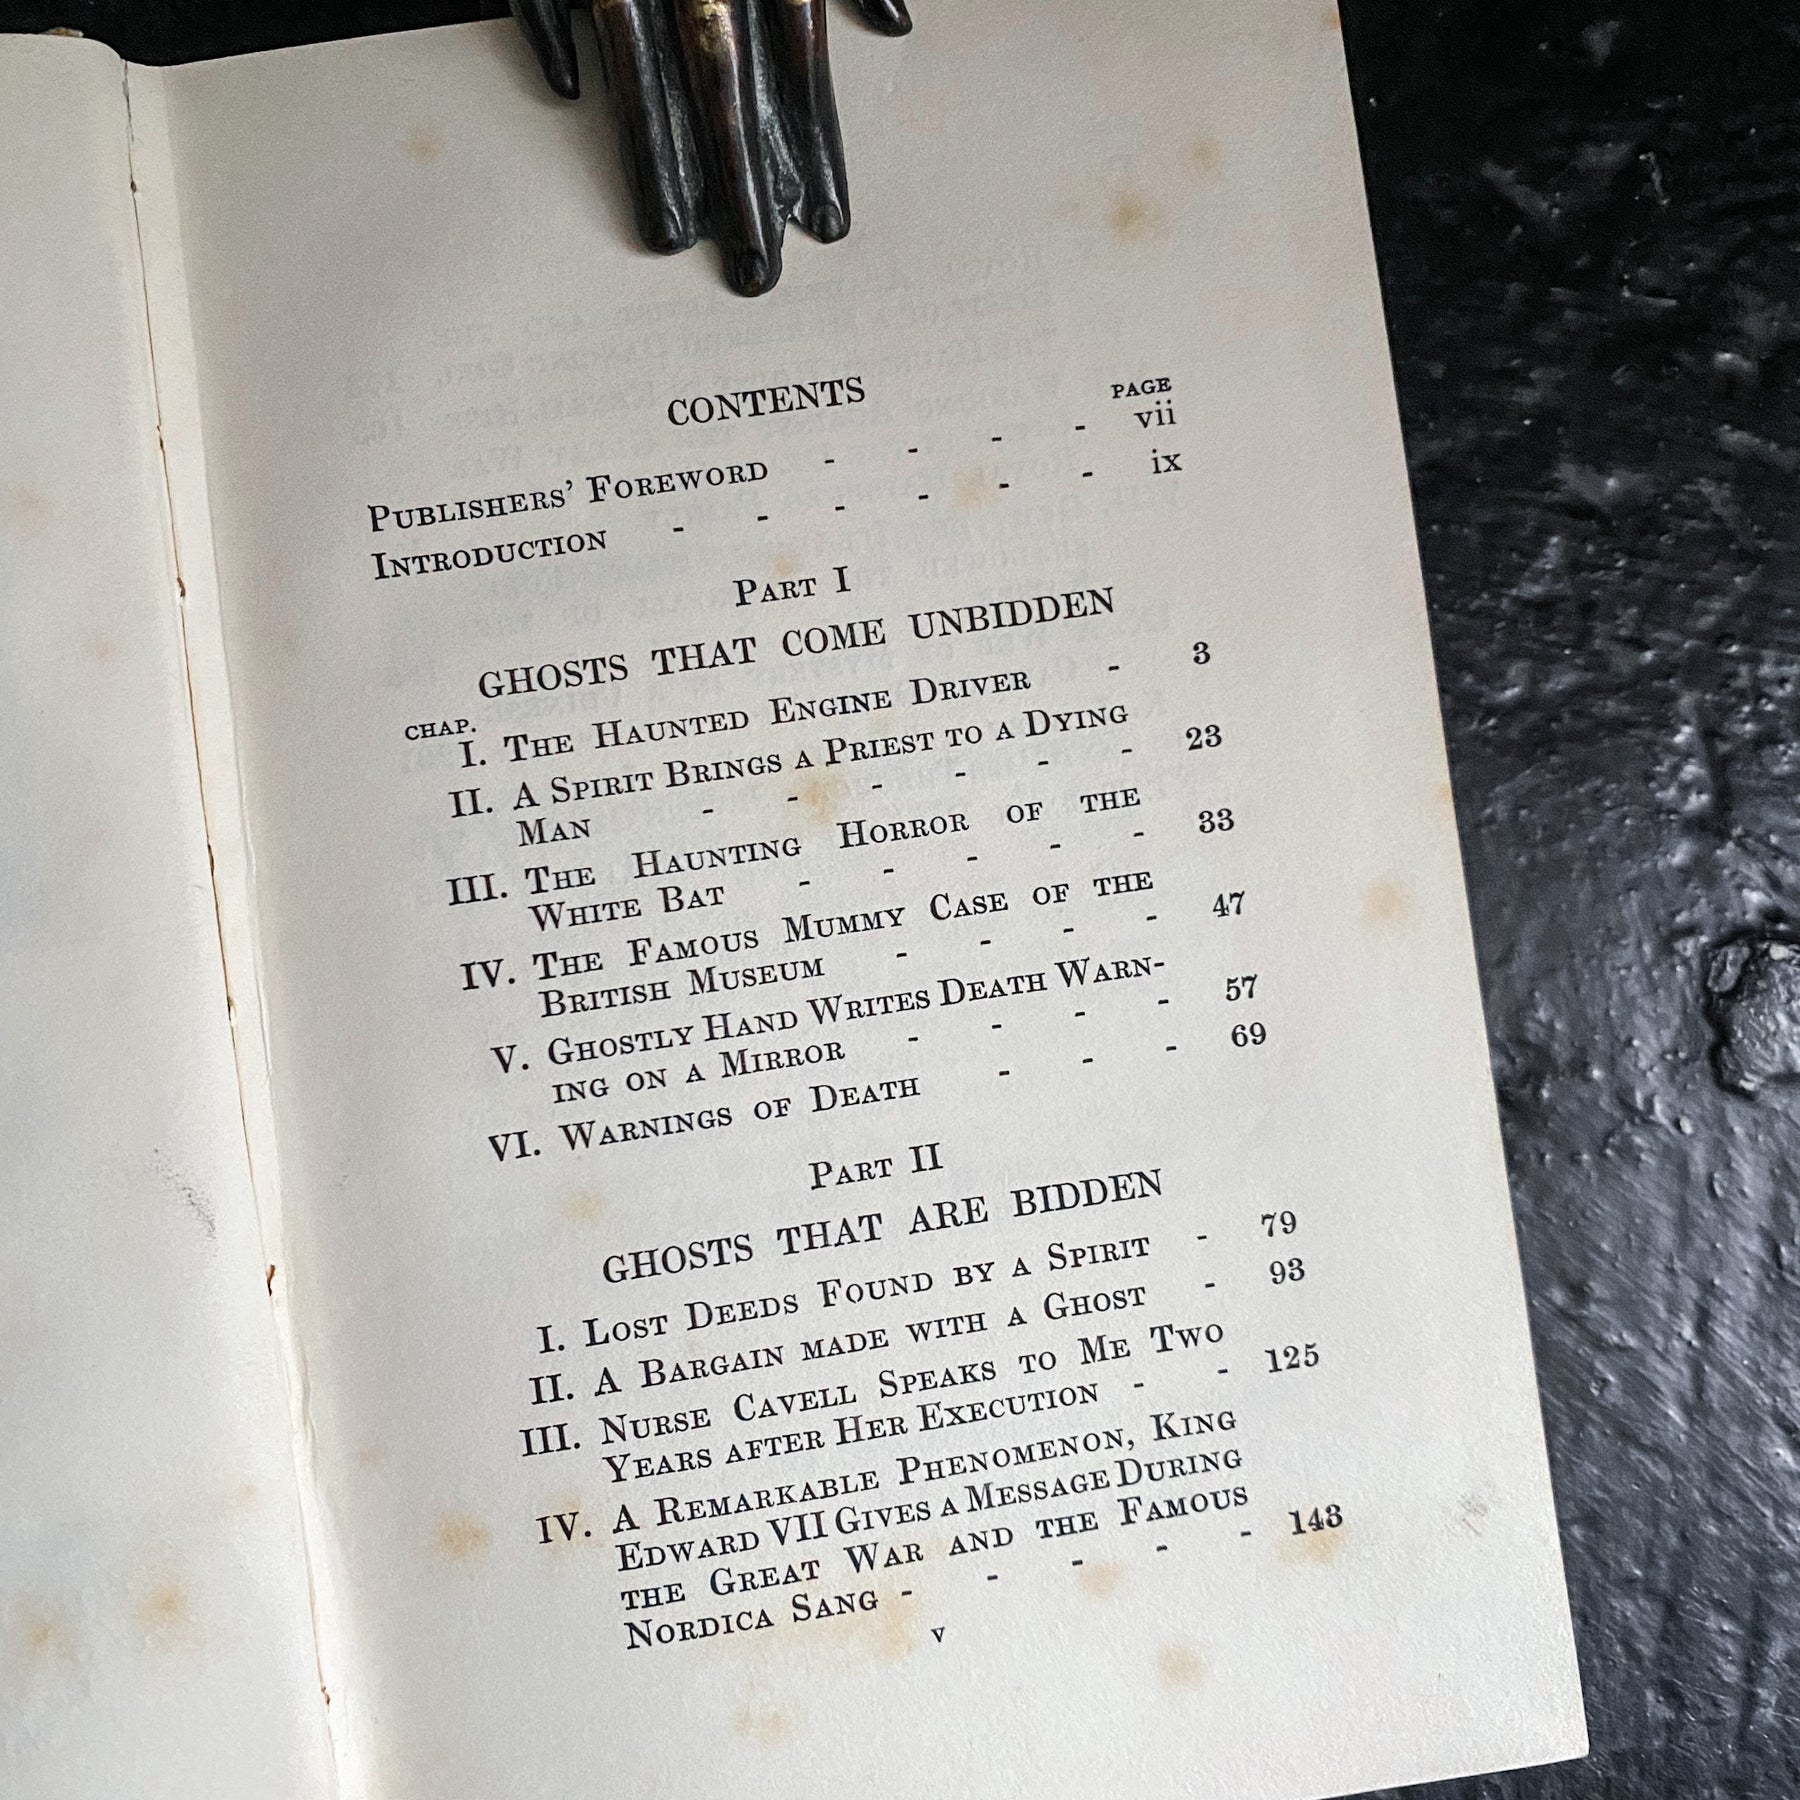 CONTENTS
PAGE
PUBLISHERS' FOREWORD - - - - vii
INTRODUCTION - - - - - - ix
PART I
GHOSTS THAT COME UNBIDDEN
CHAP.
I. THE HAUNTED ENGINE DRIVER - 3
II. A SPIRIT BRINGS A PRIEST TO A DYING
MAN - - - - - - 23
III. THE HAUNTING HORROR OF THE
WHITE BAT - - - - - 33
IV. THE FAMOUS MUMMY CASE OF THE
BRITISH MUSEUM - - - - 47
V. GHOSTLY HAND WRITES DEATH WARN-
ING ON A MIRROR - - - - 57
VI. WARNINGS OF DEATH - - - 69
PART II
GHOSTS THAT ARE BIDDEN
I. LOST DEEDS FOUND BY A SPIRIT - 79
II. A BARGAIN MADE WITH A GHOST - 93
III. NURSE CAVELL SPEAKS TO ME TWO
YEARS AFTER HER EXECUTION - - 125
IV. A REMARKABLE PHENOMENON, KING
EDWARD VII GIVES A MESSAGE DURING
THE GREAT WAR AND THE FAMOUS
NORDICA SANG - - - - - 143
v